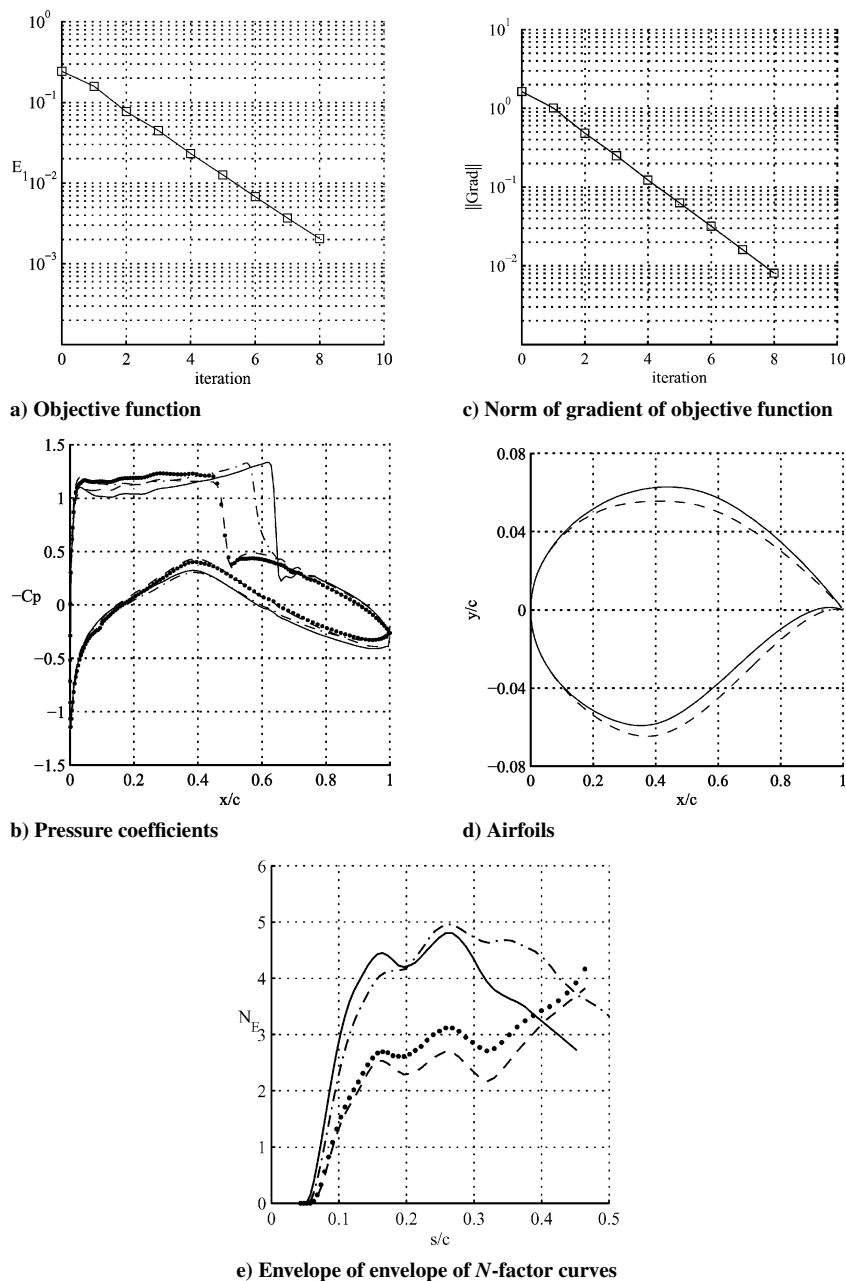 10^0
10^-1
E_1
10^-2
10^-3
0 2 4 6 8 10
iteration
a) Objective function
10^1
10^0
||Grad||
10^-1
10^-2
0 2 4 6 8 10
iteration
c) Norm of gradient of objective function
1.5
1
0.5
−Cp
0
−0.5
−1
−1.5
0 0.2 0.4 0.6 0.8 1
x/c
b) Pressure coefficients
0.08
0.04
y/c
0
−0.04
−0.08
0 0.2 0.4 0.6 0.8 1
x/c
d) Airfoils
6
5
4
N_E
3
2
1
0
0 0.1 0.2 0.3 0.4 0.5
s/c
e) Envelope of envelope of N-factor curves